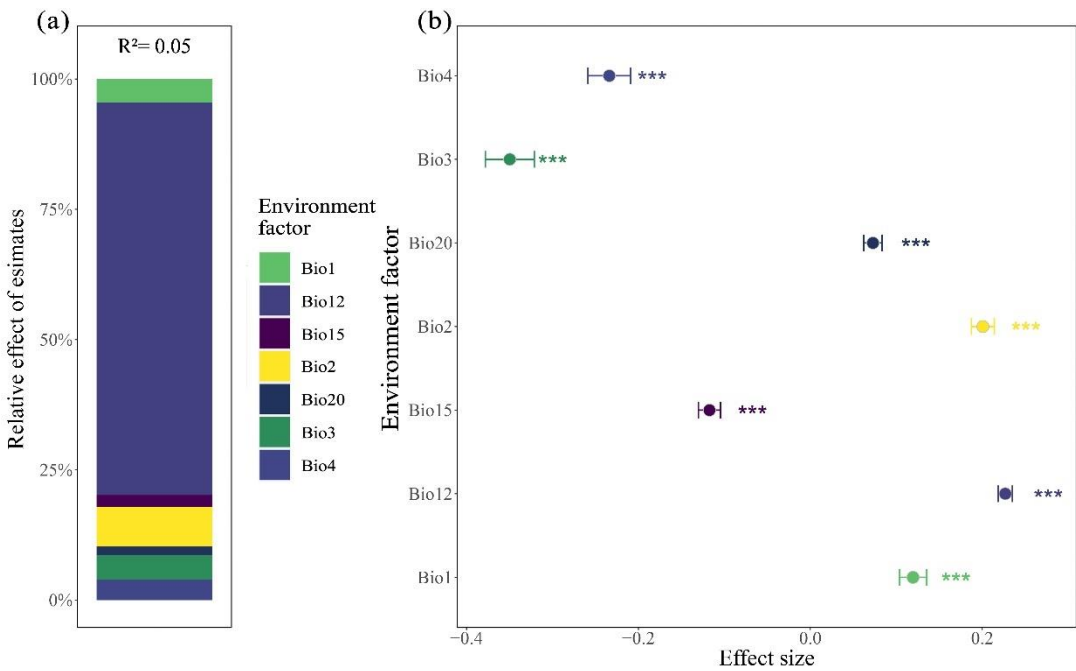 (a)
R²= 0.05
100%
75%
50%
25%
0%
Relative effect of esimates
Environment
factor
Bio1
Bio12
Bio15
Bio2
Bio20
Bio3
Bio4
(b)
Environment factor
Bio4
***
Bio3
***
Bio20
***
Bio2
***
Bio15
***
Bio12
***
Bio1
***
−0.4
−0.2
0.0
0.2
Effect size